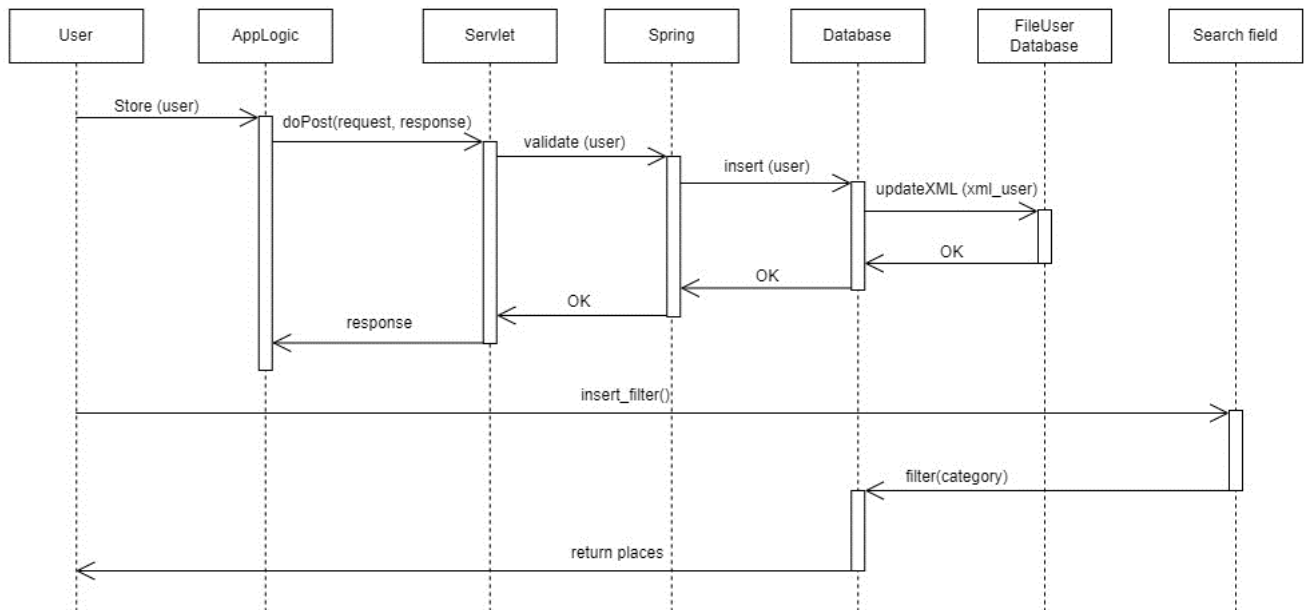 User
AppLogic
Servlet
Spring
Database
FileUser
Database
Search field
Store (user)
doPost(request, response)
validate (user)
insert (user)
updateXML (xml_user)
OK
OK
OK
response
insert_filter()
filter(category)
return places